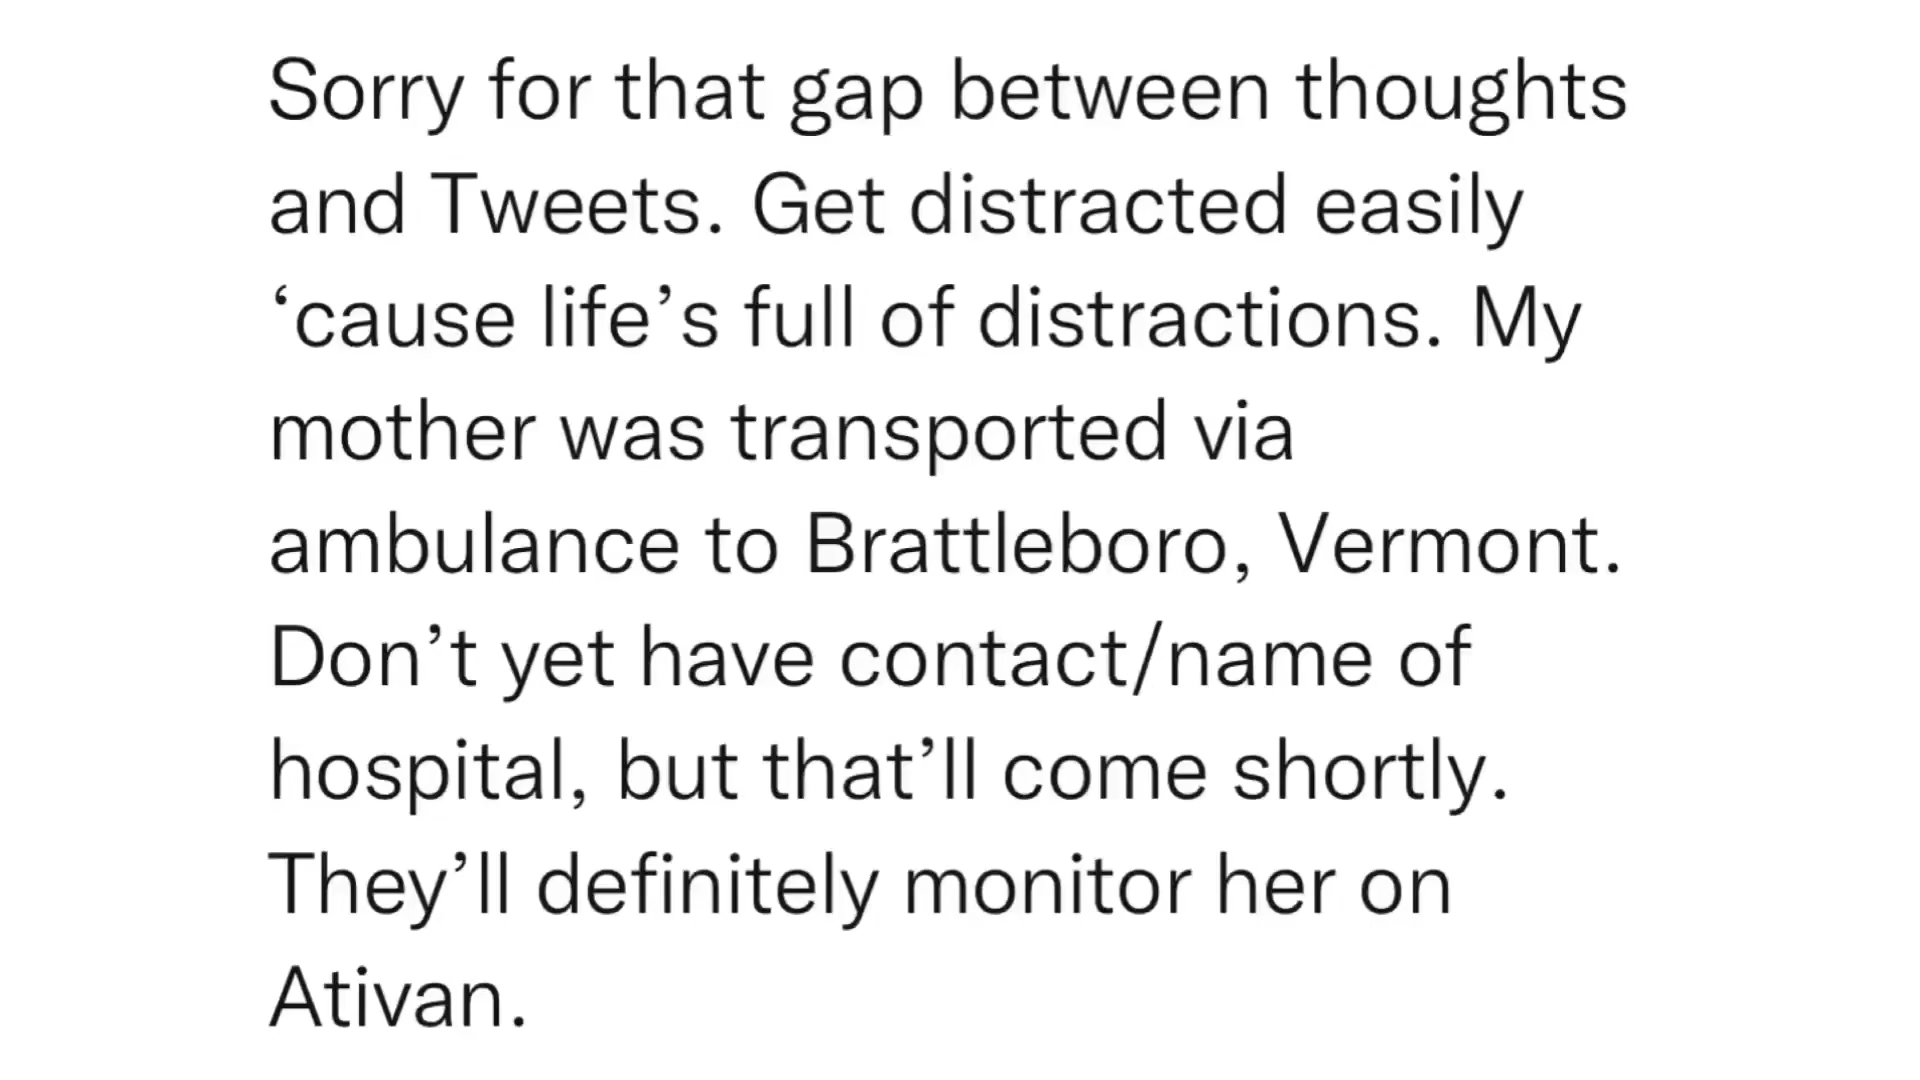 Sorry for that gap between thoughts
and Tweets. Get distracted easily
‘cause life’s full of distractions. My
mother was transported via
ambulance to Brattleboro, Vermont.
Don’t yet have contact/name of
hospital, but that’ll come shortly.
They’ll definitely monitor her on
Ativan.